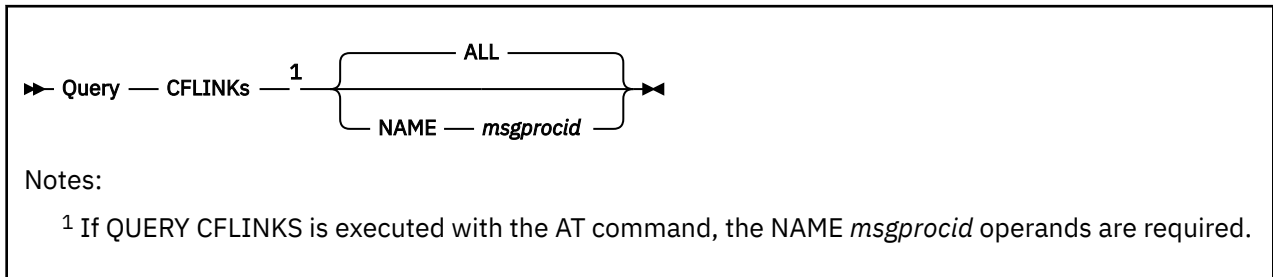 ALL
Query CFLINKs 1
NAME msgprocid
Notes:
1 If QUERY CFLINKS is executed with the AT command, the NAME msgprocid operands are required.